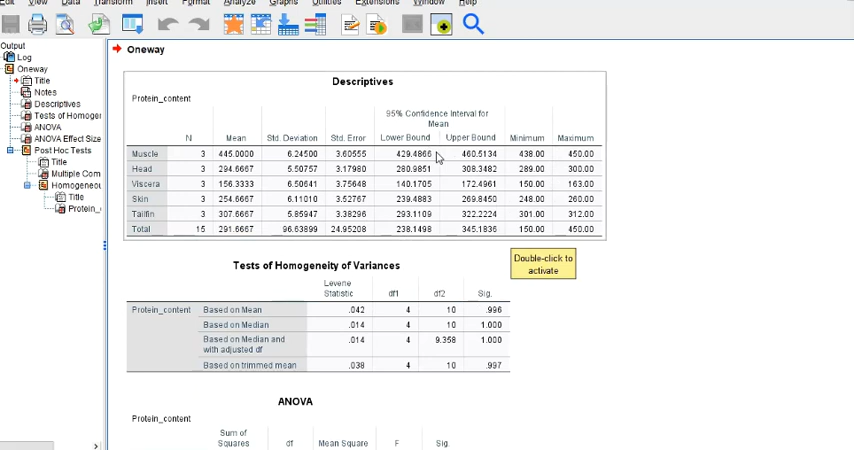 Edit View Data Transform Insert Format Analyze Graphs Utilities Extensions Window Help
Output
Log
Oneway
Title
Notes
Descriptives
Tests of Homoger
ANOVA
ANOVA Effect Size
Post Hoc Tests
Title
Multiple Com
Homogeneou
Title
Protein_
Oneway
Descriptives
Protein_content
95% Confidence Interval for
Mean
N Mean Std. Deviation Std. Error Lower Bound Upper Bound Minimum Maximum
Muscle 3 445.0000 6.24500 3.60555 429.4866 460.5134 438.00 450.00
Head 3 294.6667 5.50757 3.17980 280.9851 308.3482 289.00 300.00
Viscera 3 156.3333 6.50641 3.75648 140.1705 172.4961 150.00 163.00
Skin 3 254.6667 6.11010 3.52767 239.4883 269.8450 248.00 260.00
Tailfin 3 307.6667 5.85947 3.38296 293.1109 322.2224 301.00 312.00
Total 15 291.6667 96.63899 24.95208 238.1498 345.1836 150.00 450.00
Double-click to
activate
Tests of Homogeneity of Variances
Levene
Statistic df1 df2 Sig.
Protein_content Based on Mean .042 4 10 .996
Based on Median .014 4 10 1.000
Based on Median and
with adjusted df .014 4 9.358 1.000
Based on trimmed mean .038 4 10 .997
ANOVA
Protein_content
Sum of
Squares df Mean Square F Sig.